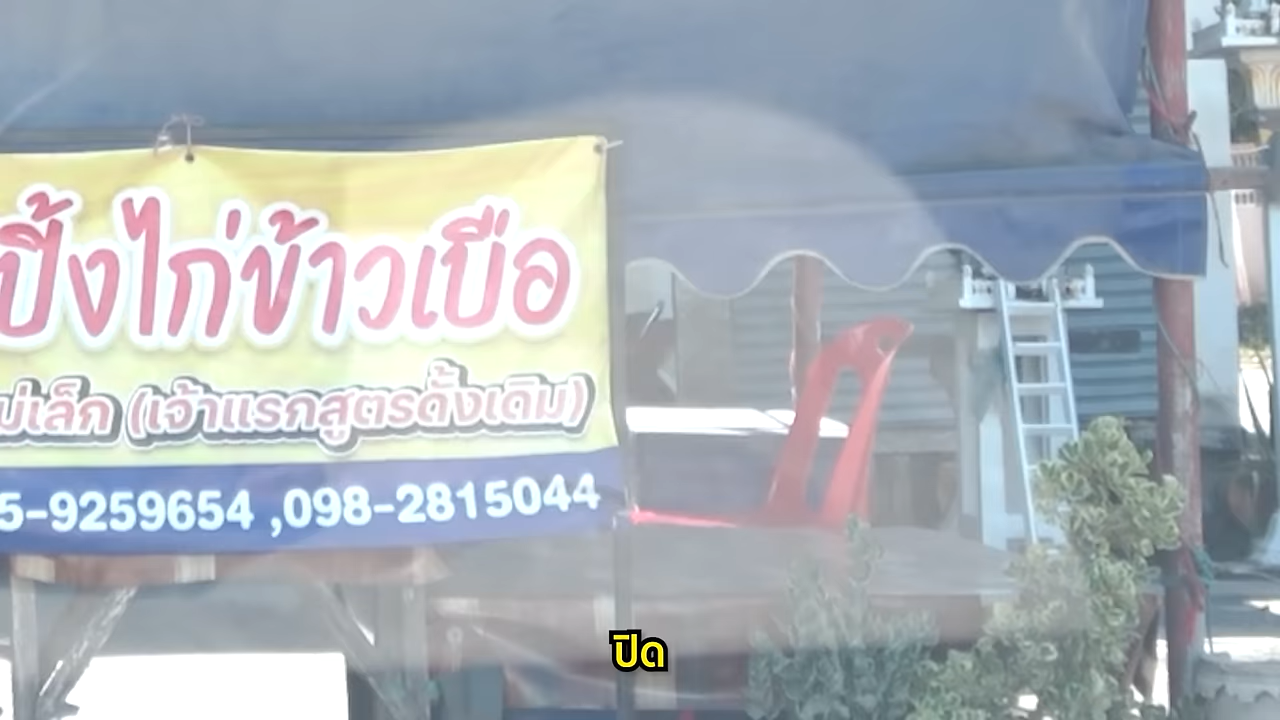 ปิ้งไก่ข้าวเบือ
แม่เล็ก (เจ้าแรกสูตรดั้งเดิม)
5-9259654 ,098-2815044
ปิด